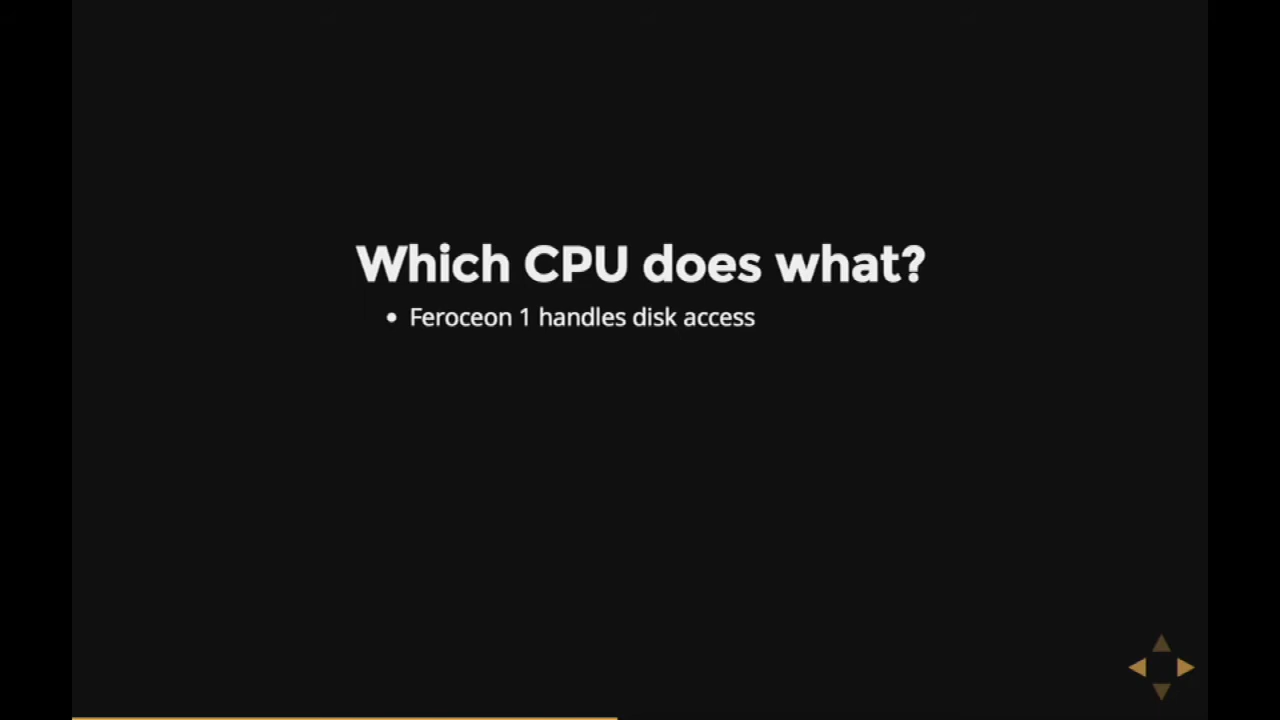 Which CPU does what?
• Feroceon 1 handles disk access